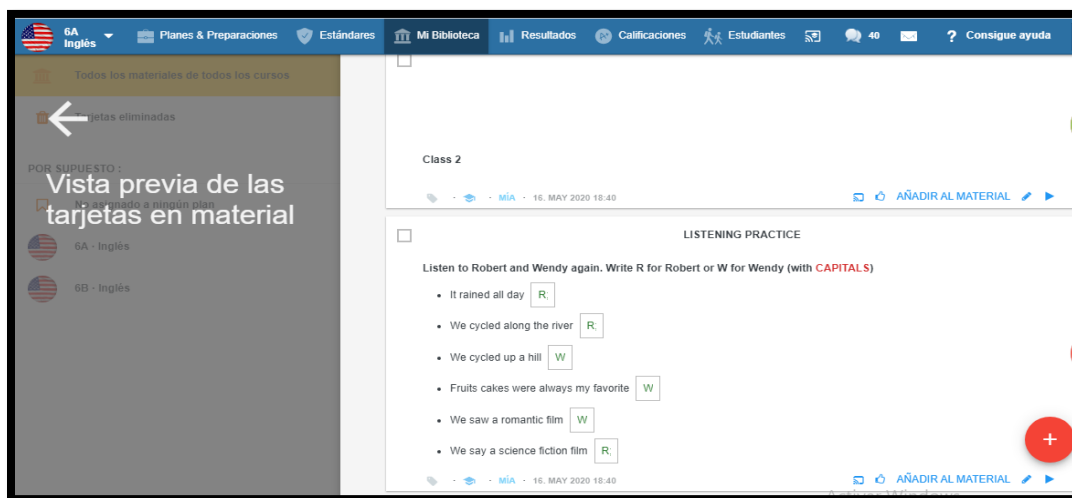 6A
Inglés
Planes & Preparaciones
Estándares
Mi Biblioteca
Resultados
Calificaciones
Estudiantes
40
? Consigue ayuda
Todos los materiales de todos los cursos
Tarjetas eliminadas
POR SUPUESTO :
Vista previa de las
tarjetas en material
No asignado a ningún plan
6A - Inglés
6B - Inglés
Class 2
- - MÍA - 16. MAY 2020 18:40
AÑADIR AL MATERIAL
LISTENING PRACTICE
Listen to Robert and Wendy again. Write R for Robert or W for Wendy (with CAPITALS)
• It rained all day R;
• We cycled along the river R;
• We cycled up a hill W
• Fruits cakes were always my favorite W
• We saw a romantic film W
• We say a science fiction film R;
- - MÍA - 16. MAY 2020 18:40
AÑADIR AL MATERIAL
+